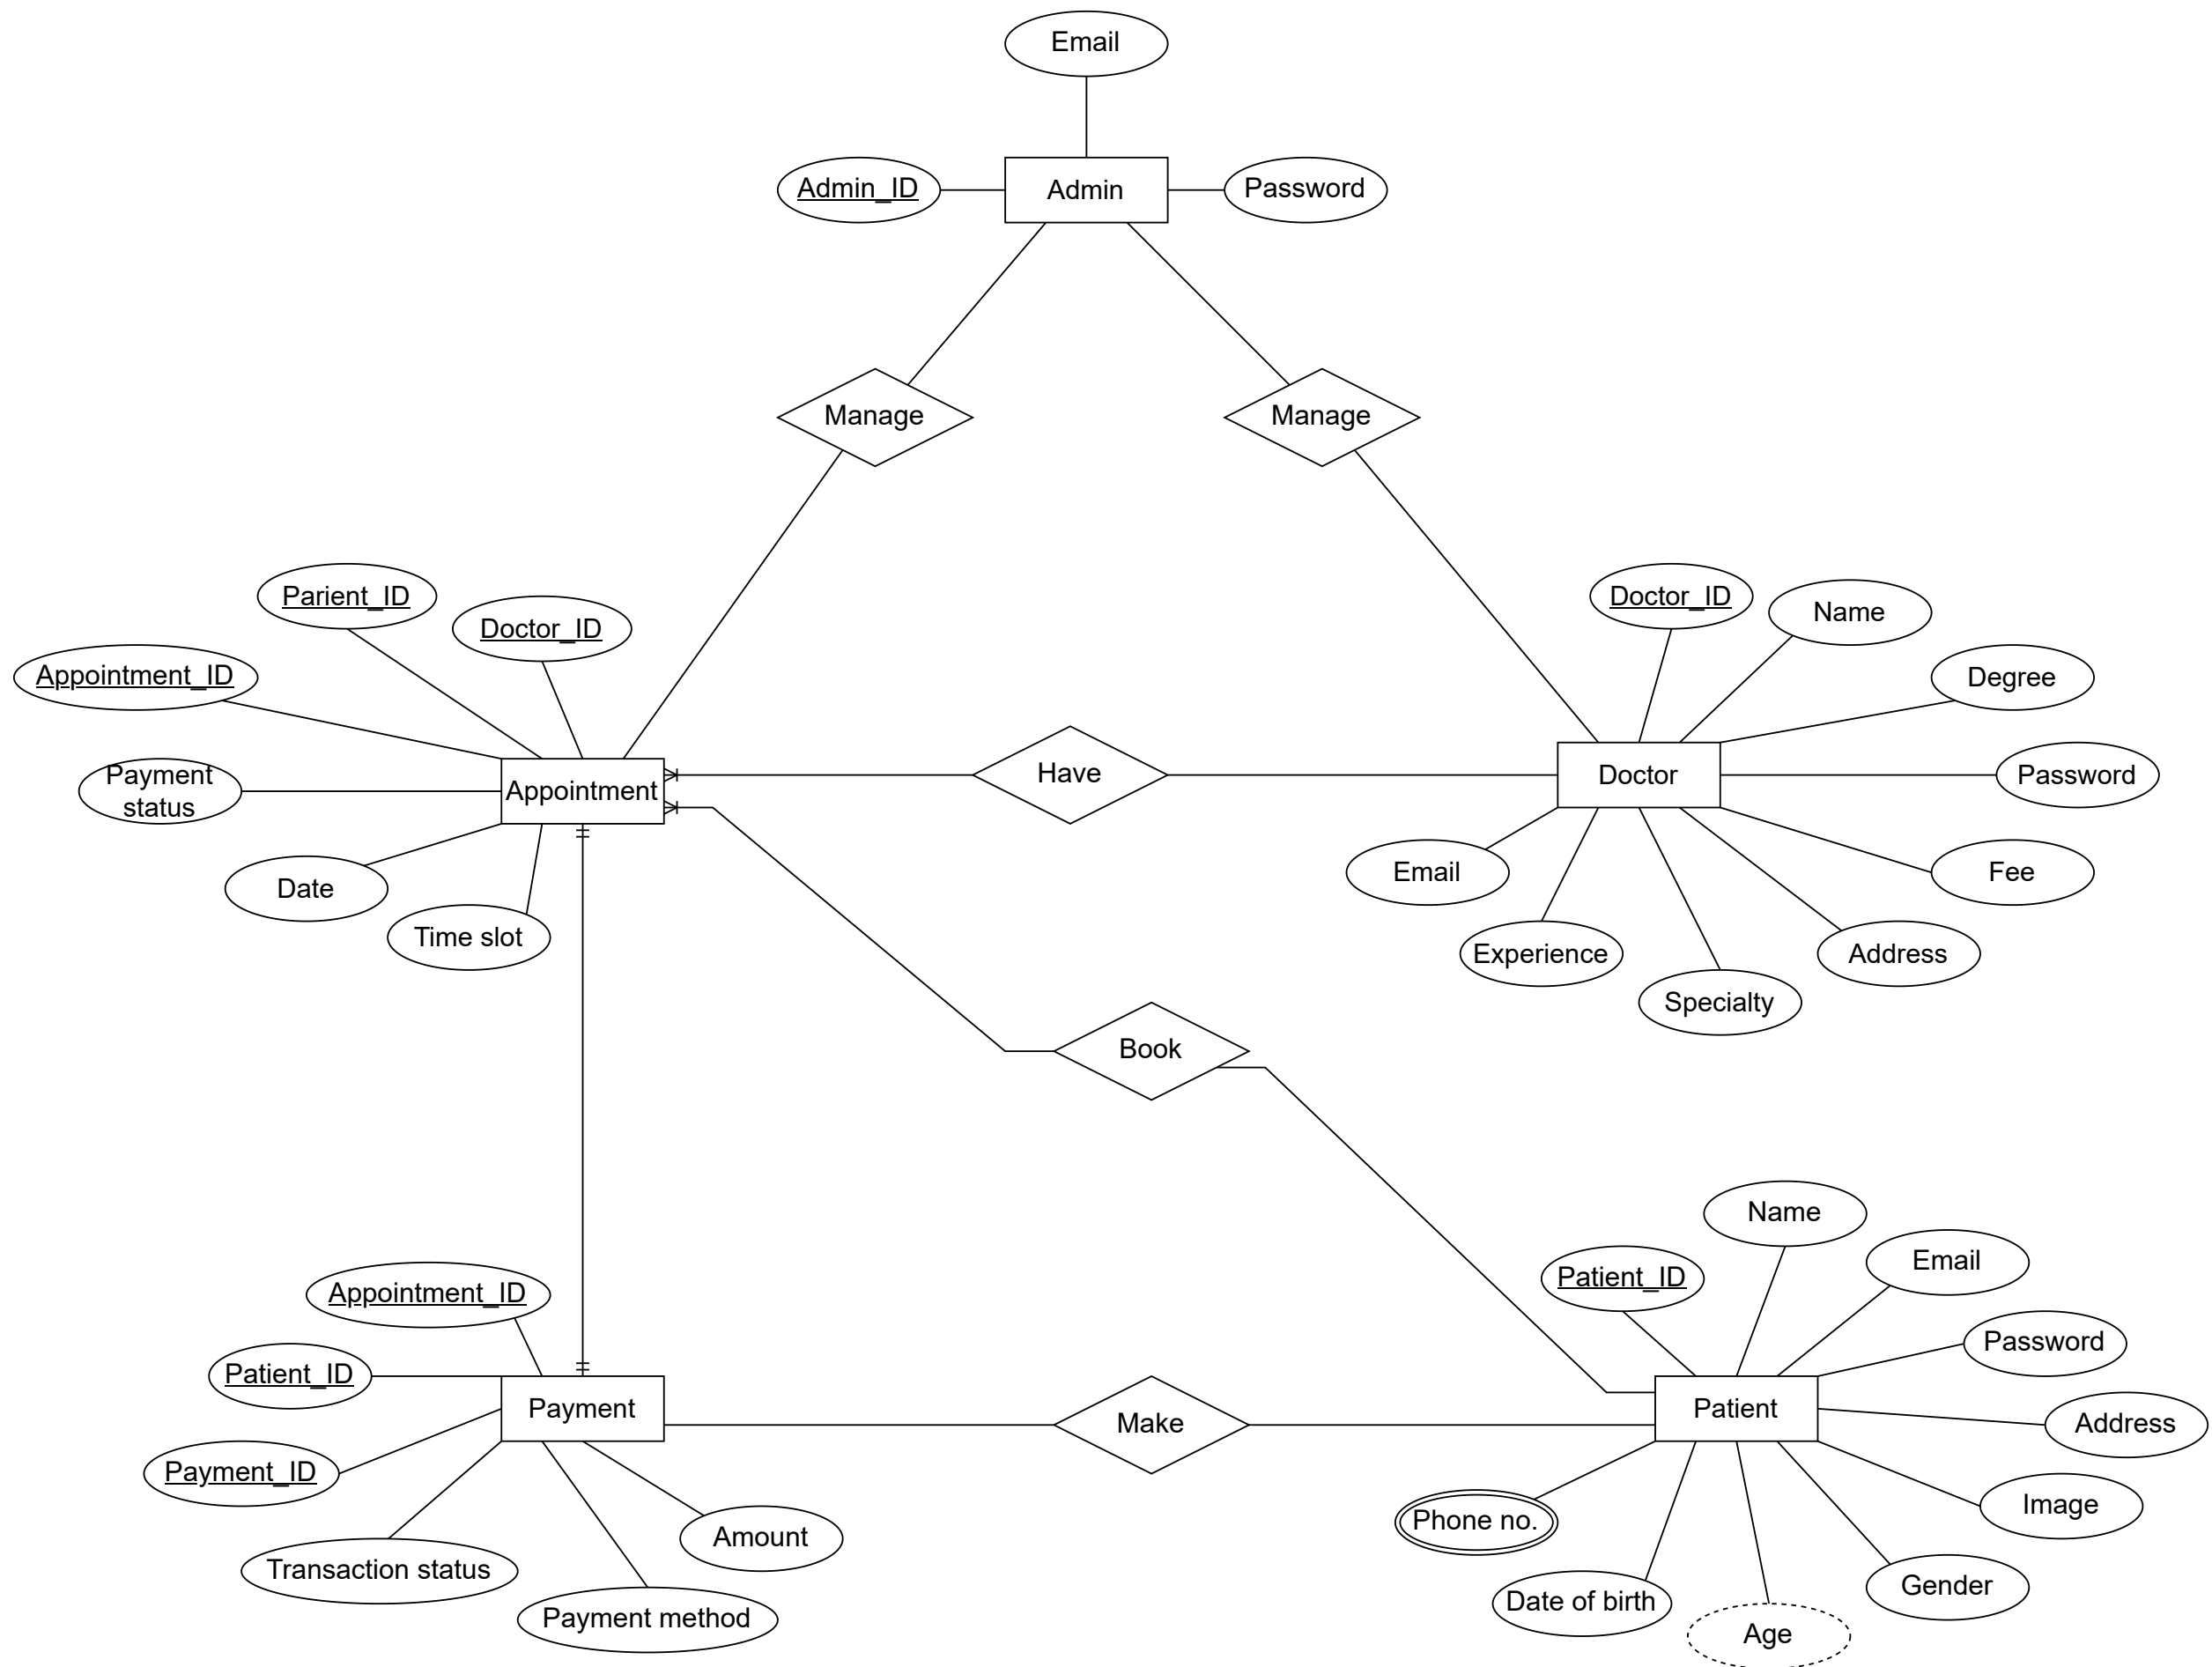 Email
Admin_ID
Admin
Password
Manage
Manage
Parient_ID
Doctor_ID
Appointment_ID
Payment
status
Appointment
Date
Time slot
Have
Doctor_ID
Name
Degree
Doctor
Password
Email
Fee
Experience
Address
Specialty
Book
Appointment_ID
Patient_ID
Payment
Payment_ID
Transaction status
Amount
Payment method
Make
Name
Patient_ID
Email
Password
Patient
Address
Phone no.
Image
Date of birth
Gender
Age